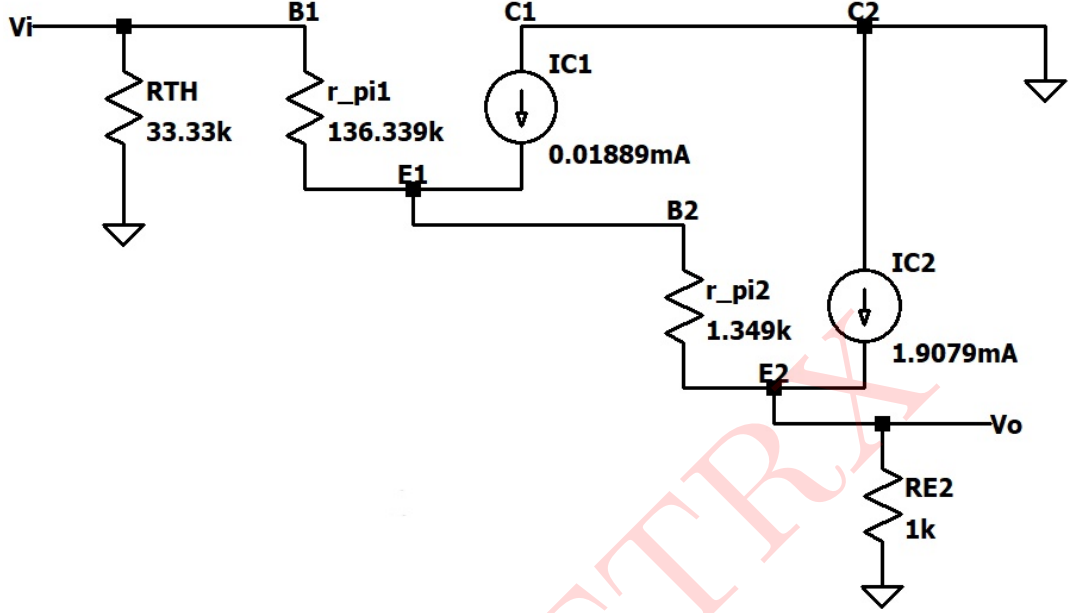 Vi
B1
C1
C2
RTH
33.33k
r_pi1
136.339k
IC1
0.01889mA
E1
B2
r_pi2
1.349k
IC2
1.9079mA
E2
Vo
RE2
1k
TRX